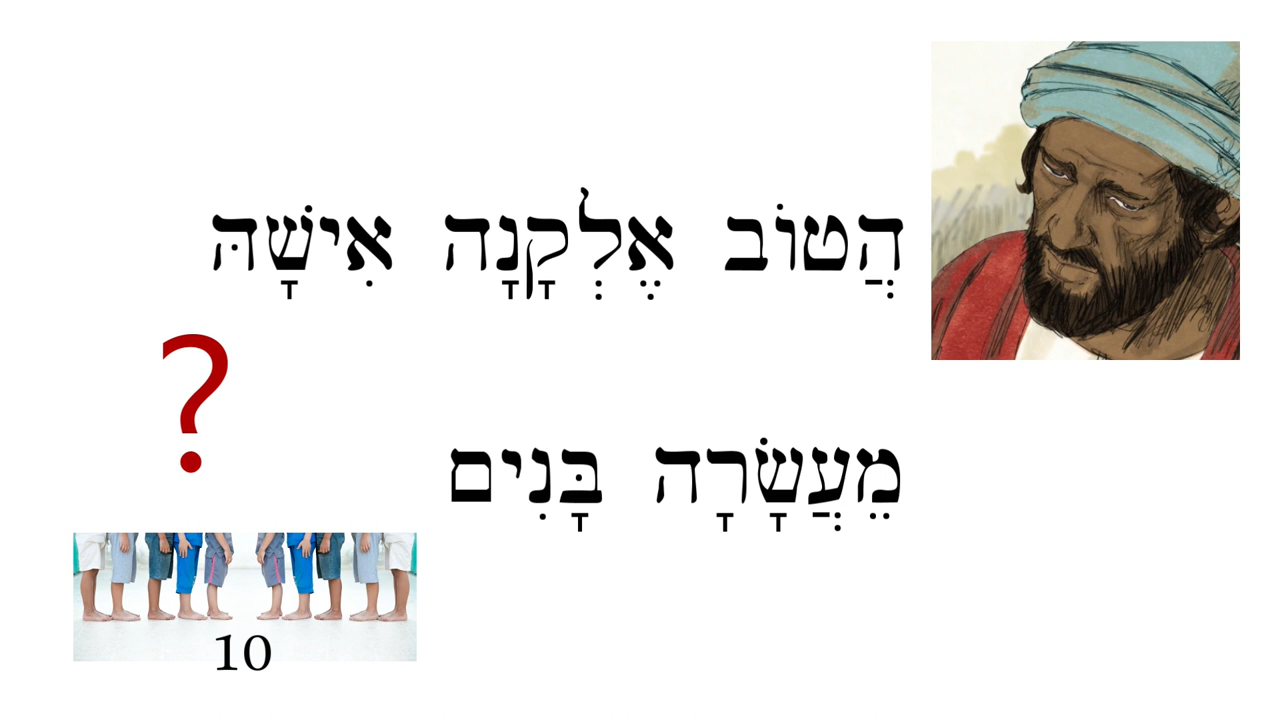 הֲטוֹב אֶלְקָנָה אִישָׁהּ
?
מֵעֲשָׂרָה בָּנִים
10